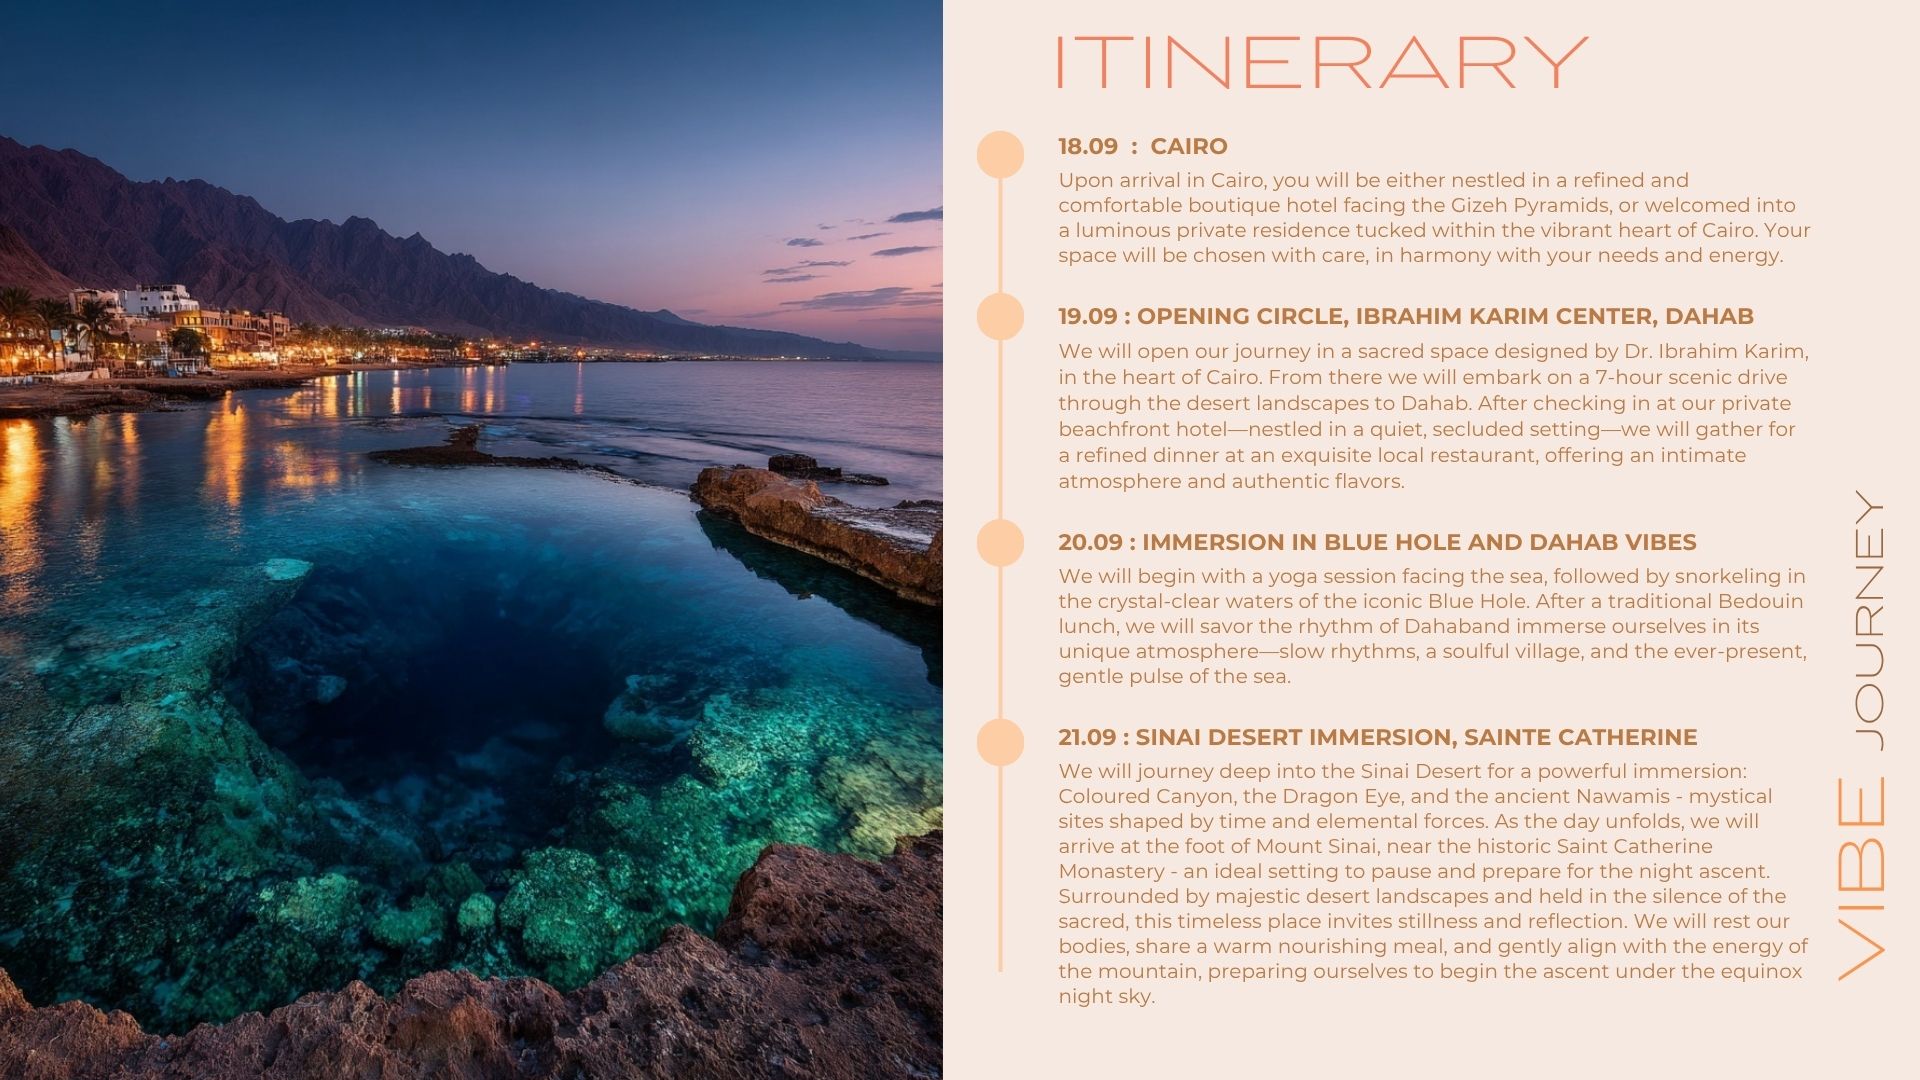 ITINERARY
18.09 : CAIRO
Upon arrival in Cairo, you will be either nestled in a refined and
comfortable boutique hotel facing the Gizeh Pyramids, or welcomed into
a luminous private residence tucked within the vibrant heart of Cairo. Your
space will be chosen with care, in harmony with your needs and energy.
19.09 : OPENING CIRCLE, IBRAHIM KARIM CENTER, DAHAB
We will open our journey in a sacred space designed by Dr. Ibrahim Karim,
in the heart of Cairo. From there we will embark on a 7-hour scenic drive
through the desert landscapes to Dahab. After checking in at our private
beachfront hotel—nestled in a quiet, secluded setting—we will gather for
a refined dinner at an exquisite local restaurant, offering an intimate
atmosphere and authentic flavors.
20.09 : IMMERSION IN BLUE HOLE AND DAHAB VIBES
We will begin with a yoga session facing the sea, followed by snorkeling in
the crystal-clear waters of the iconic Blue Hole. After a traditional Bedouin
lunch, we will savor the rhythm of Dahaband immerse ourselves in its
unique atmosphere—slow rhythms, a soulful village, and the ever-present,
gentle pulse of the sea.
21.09 : SINAI DESERT IMMERSION, SAINTE CATHERINE
We will journey deep into the Sinai Desert for a powerful immersion:
Coloured Canyon, the Dragon Eye, and the ancient Nawamis - mystical
sites shaped by time and elemental forces. As the day unfolds, we will
arrive at the foot of Mount Sinai, near the historic Saint Catherine
Monastery - an ideal setting to pause and prepare for the night ascent.
Surrounded by majestic desert landscapes and held in the silence of the
sacred, this timeless place invites stillness and reflection. We will rest our
bodies, share a warm nourishing meal, and gently align with the energy of
the mountain, preparing ourselves to begin the ascent under the equinox
night sky.
VIBE JOURNEY